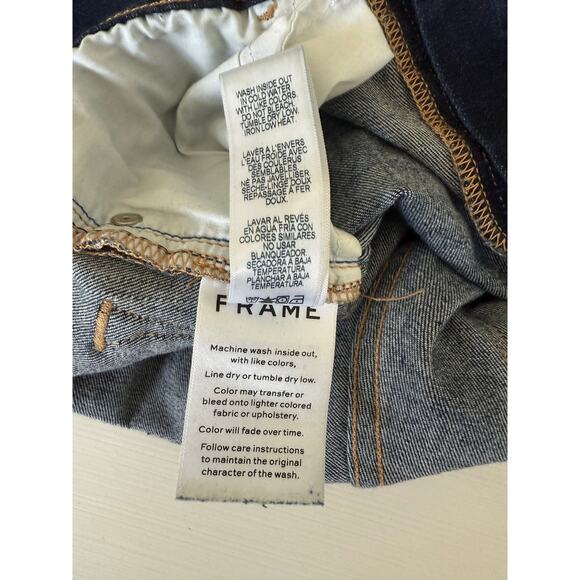 WASH INSIDE OUT
IN COLD WATER
WITH LIKE COLORS.
DO NOT BLEACH.
TUMBLE DRY LOW.
IRON LOW HEAT.
LAVER A L'ENVERS
L'EAU FROIDE AVEC
DES COULEURS
SEMBLABLES
NE PAS JAVELLISER.
SECHE-LINGE DOUX
REPASSAGE A FER
DOUX.
LAVAR AL REVÉS
EN AGUA FRÍA CON
COLORES SIMILARES.
NO USAR
BLANQUEADOR.
SECADORA A BAJA
TEMPERATURA
PLANCHAR A BAJA
TEMPERATURA.
FRAME
Machine wash inside out,
with like colors,
Line dry or tumble dry low.
Color may transfer or
bleed onto lighter colored
fabric or upholstery.
Color will fade over time.
Follow care instructions
to maintain the original
character of the wash.